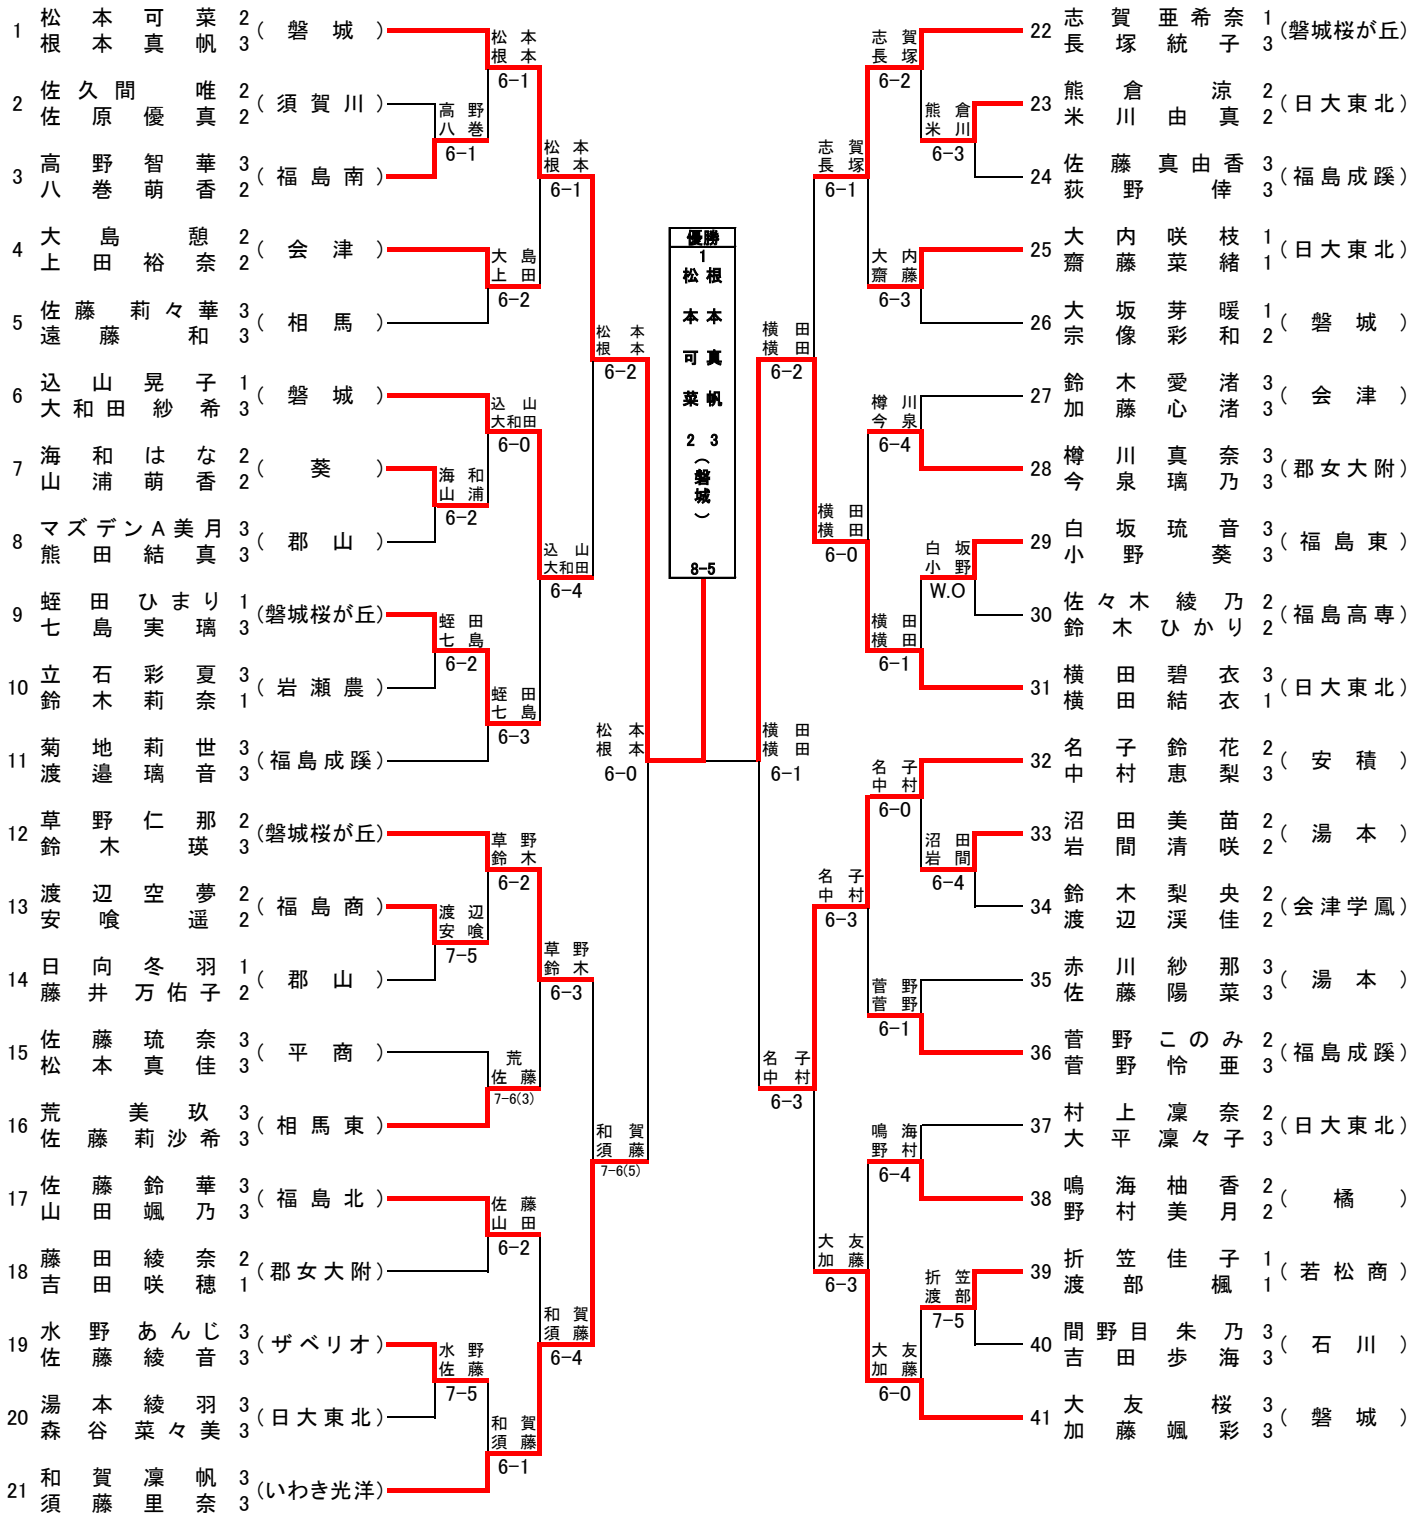 1 松本可菜 2 (磐城)
根本真帆 3
2 佐久間唯 2 (須賀川)
佐原優真 2
3 高野智華 3 (福島南)
八巻萌香 2
4 大島憩 2 (会津)
上田裕奈 2
5 佐藤莉々華 3 (相馬)
遠藤和 3
6 込山晃子 1 (磐城)
大和田紗希 3
7 海和はな 2 (葵)
山浦萌香 2
8 マズデンA美月 3 (郡山)
熊田結真 3
9 蛭田ひまり 1 (磐城桜が丘)
七島実璃 3
10 立石彩夏 3 (岩瀬農)
鈴木莉奈 1
11 菊地莉世 3 (福島成蹊)
渡邉璃音 3
12 草野仁那 2 (磐城桜が丘)
鈴木瑛 3
13 渡辺空夢 2 (福島商)
安喰遥 2
14 日向冬羽 1 (郡山)
藤井万佑子 2
15 佐藤琉奈 3 (平商)
松本真佳 3
16 荒美玖 3 (相馬東)
佐藤莉沙希 3
17 佐藤鈴華 3 (福島北)
山田颯乃 3
18 藤田綾奈 2 (郡女大附)
吉田咲穂 1
19 水野あんじ 3 (ザベリオ)
佐藤綾音 3
20 湯本綾羽 3 (日大東北)
森谷菜々美 3
21 和賀凜帆 3 (いわき光洋)
須藤里奈 3
高野
八巻
6-1
海和
山浦
6-2
蛭田
七島
6-2
渡辺
安喰
7-5
水野
佐藤
7-5
松本
根本
6-1
大島
上田
6-2
込山
大和田
6-0
蛭田
七島
6-3
草野
鈴木
6-2
荒
佐藤
7-6(3)
佐藤
山田
6-2
和賀
須藤
6-1
松本
根本
6-1
込山
大和田
6-4
草野
鈴木
6-3
和賀
須藤
6-4
松本
根本
6-2
和賀
須藤
7-6(5)
松本
根本
6-0
優勝
1
松本可菜 2
根本真帆 3
(磐城)
8-5
横田
横田
6-1
横田
横田
6-2
名子
中村
6-3
志賀
長塚
6-1
横田
横田
6-0
名子
中村
6-3
大友
加藤
6-3
志賀
長塚
6-2
大内
齋藤
6-3
樽川
今泉
6-4
横田
横田
6-1
名子
中村
6-0
菅野
菅野
6-1
鳴海
野村
6-4
大友
加藤
6-0
熊倉
米川
6-3
白坂
小野
W.O
沼田
岩間
6-4
折笠
渡部
7-5
22 志賀亜希奈 1 (磐城桜が丘)
長塚統子 3
23 熊倉涼 2 (日大東北)
米川由真 2
24 佐藤真由香 3 (福島成蹊)
荻野倖 3
25 大内咲枝 1 (日大東北)
齋藤菜緒 1
26 大坂芽暖 1 (磐城)
宗像彩和 2
27 鈴木愛渚 3 (会津)
加藤心渚 3
28 樽川真奈 3 (郡女大附)
今泉璃乃 3
29 白坂琉音 3 (福島東)
小野葵 3
30 佐々木綾乃 2 (福島高専)
鈴木ひかり 2
31 横田碧衣 3 (日大東北)
横田結衣 1
32 名子鈴花 2 (安積)
中村恵梨 3
33 沼田美苗 2 (湯本)
岩間清咲 2
34 鈴木梨央 2 (会津学鳳)
渡辺渓佳 2
35 赤川紗那 3 (湯本)
佐藤陽菜 3
36 菅野このみ 2 (福島成蹊)
菅野怜亜 3
37 村上凜奈 2 (日大東北)
大平凜々子 3
38 鳴海柚香 2 (橘)
野村美月 2
39 折笠佳子 1 (若松商)
渡部楓 1
40 間野目朱乃 3 (石川)
吉田歩海 3
41 大友桜 3 (磐城)
加藤颯彩 3